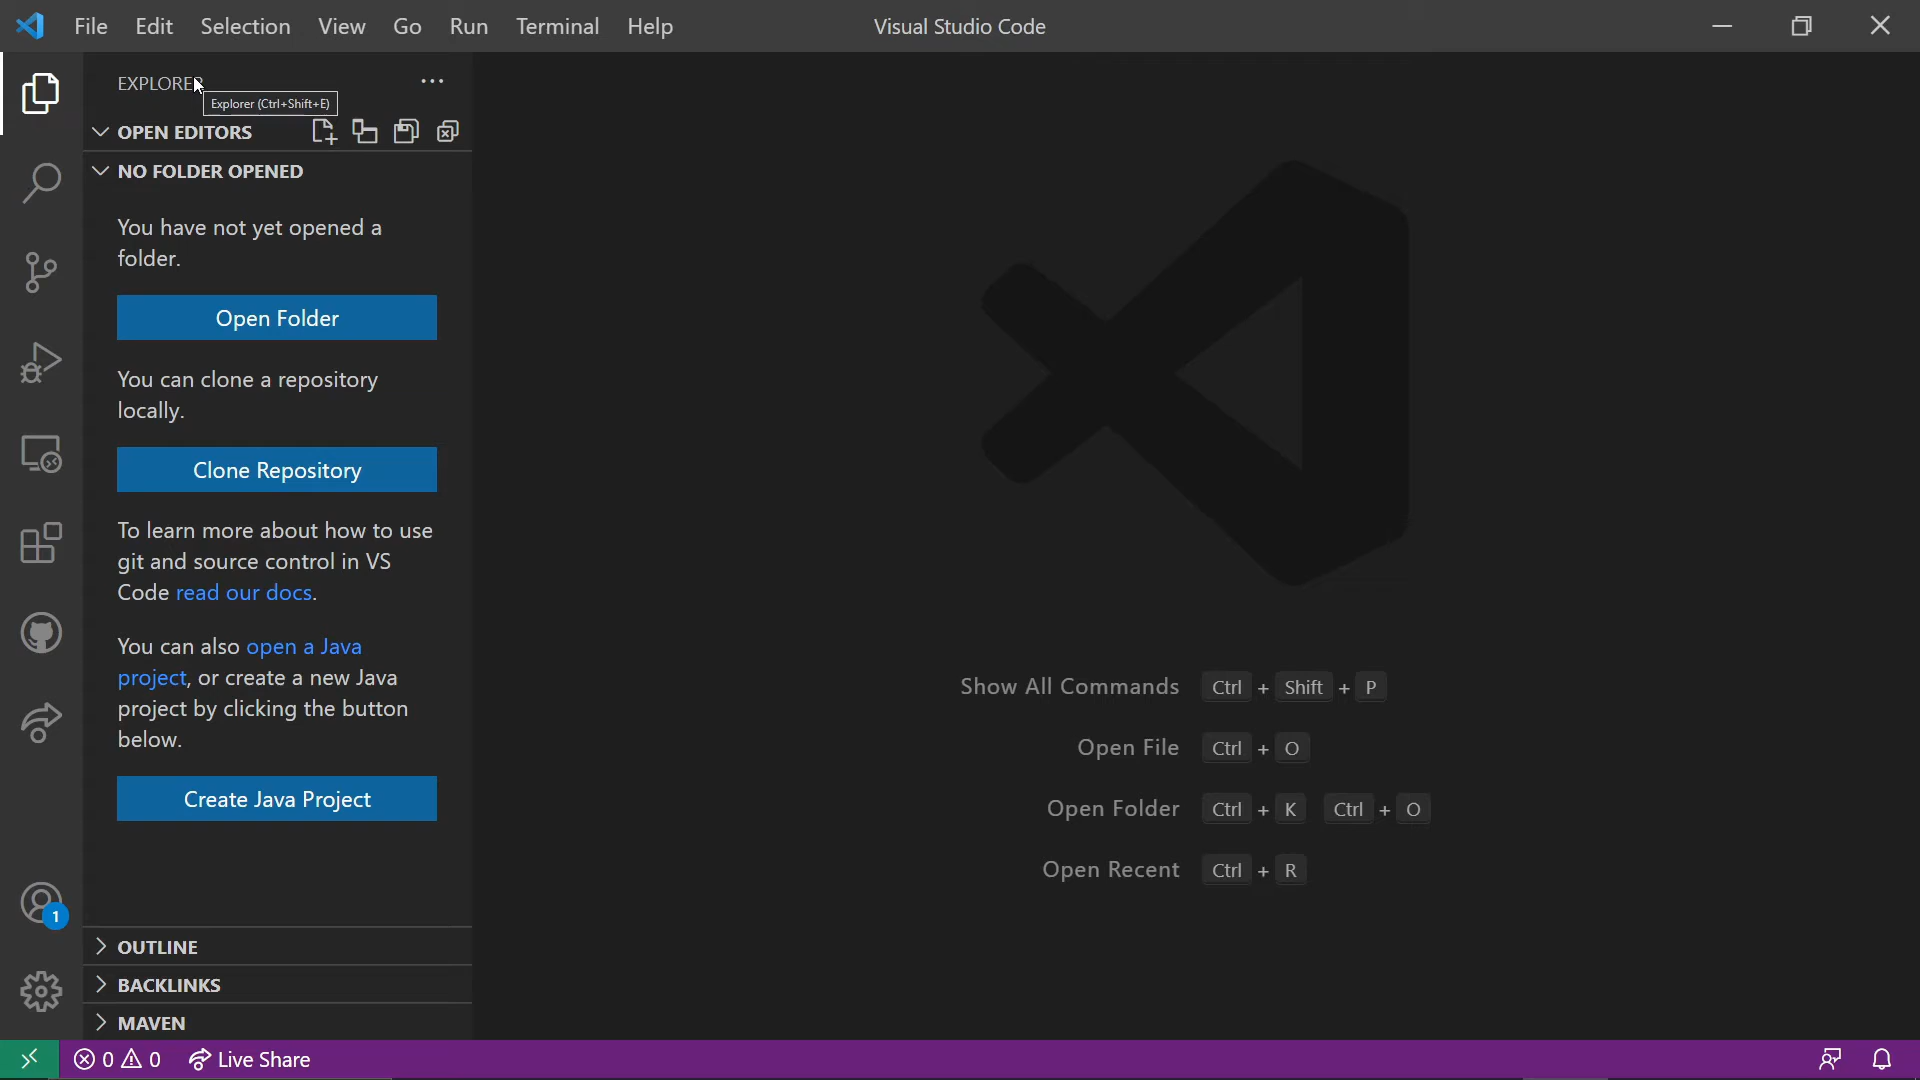 File Edit Selection View Go Run Terminal Help
Visual Studio Code
EXPLORER
Explorer (Ctrl+Shift+E)
OPEN EDITORS
NO FOLDER OPENED
You have not yet opened a
folder.
Open Folder
You can clone a repository
locally.
Clone Repository
To learn more about how to use
git and source control in VS
Code read our docs.
You can also open a Java
project, or create a new Java
project by clicking the button
below.
Create Java Project
1
OUTLINE
BACKLINKS
MAVEN
Show All Commands Ctrl + Shift + P
Open File Ctrl + O
Open Folder Ctrl + K Ctrl + O
Open Recent Ctrl + R
0 0 Live Share